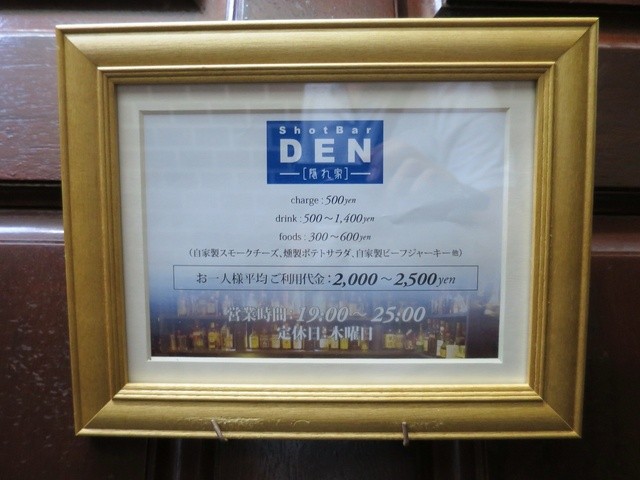 ShotBar
DEN
[隠れ家]
charge : 500yen
drink : 500～1,400yen
foods : 300～600yen
(自家製スモークチーズ、燻製ポテトサラダ、自家製ビーフジャーキー他)
お一人様平均ご利用代金：2,000～2,500yen
営業時間：19:00～25:00
定休日：木曜日